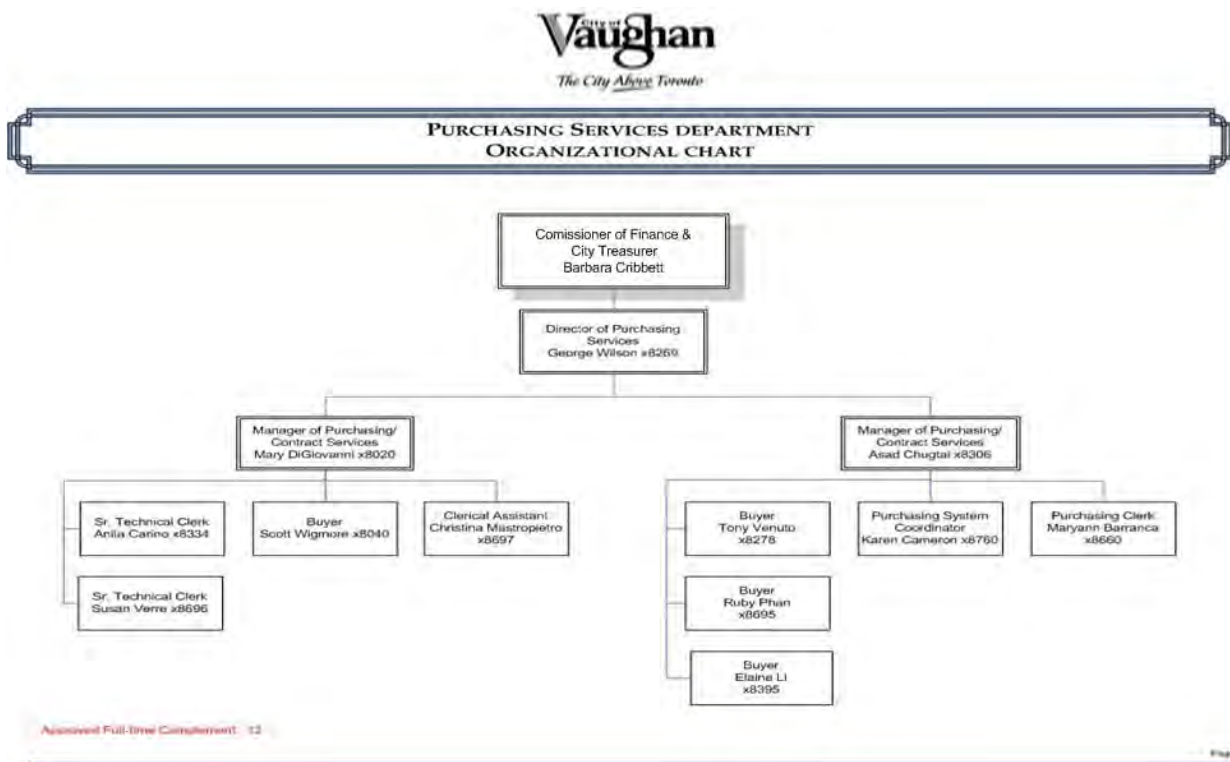 City of
Vaughan
The City Above Toronto
PURCHASING SERVICES DEPARTMENT
ORGANIZATIONAL CHART
Comissioner of Finance &
City Treasurer
Barbara Cribbett
Director of Purchasing
Services
George Wilson x8269
Manager of Purchasing/
Contract Services
Mary DiGiovanni x8020
Manager of Purchasing/
Contract Services
Asad Chugtai x8306
Sr. Technical Clerk
Anita Carino x8334
Buyer
Scott Wigmore x8040
Clerical Assistant
Christina Mastropietro
x8697
Buyer
Tony Venuto
x8278
Purchasing System
Coordinator
Karen Cameron x8760
Purchasing Clerk
Maryann Barranca
x8660
Sr. Technical Clerk
Susan Verre x8696
Buyer
Ruby Phan
x8695
Buyer
Elaine Li
x8395
Approved Full-time Complement 12